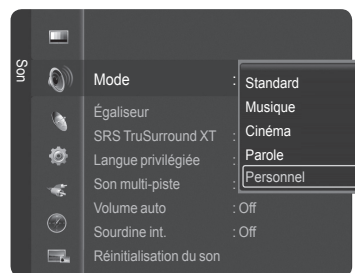 Son
Mode : Standard
Musique
Égaliseur
SRS TruSurround XT : Cinéma
Langue privilégiée : Parole
Son multi-piste : Personnel
Volume auto : Off
Sourdine int. : Off
Réinitialisation du son